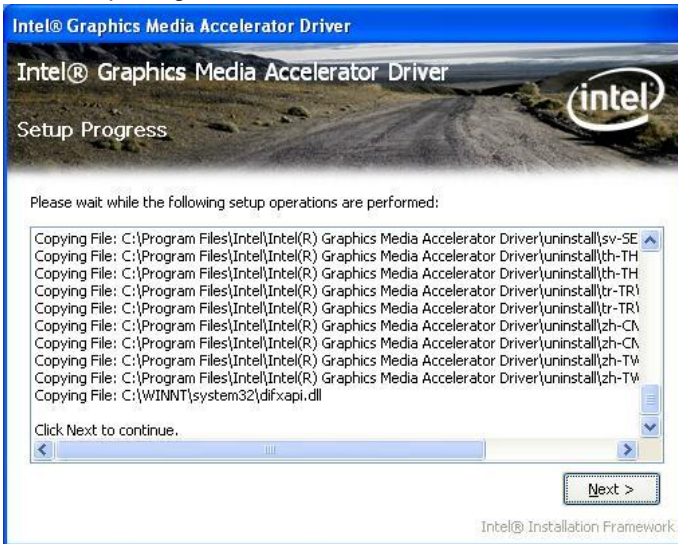 Intel® Graphics Media Accelerator Driver
Intel® Graphics Media Accelerator Driver
intel
Setup Progress
Please wait while the following setup operations are performed:
Copying File: C:\Program Files\Intel\Intel(R) Graphics Media Accelerator Driver\uninstall\sv-SE
Copying File: C:\Program Files\Intel\Intel(R) Graphics Media Accelerator Driver\uninstall\th-TH
Copying File: C:\Program Files\Intel\Intel(R) Graphics Media Accelerator Driver\uninstall\th-TH
Copying File: C:\Program Files\Intel\Intel(R) Graphics Media Accelerator Driver\uninstall\tr-TR\
Copying File: C:\Program Files\Intel\Intel(R) Graphics Media Accelerator Driver\uninstall\tr-TR\
Copying File: C:\Program Files\Intel\Intel(R) Graphics Media Accelerator Driver\uninstall\zh-CN
Copying File: C:\Program Files\Intel\Intel(R) Graphics Media Accelerator Driver\uninstall\zh-CN
Copying File: C:\Program Files\Intel\Intel(R) Graphics Media Accelerator Driver\uninstall\zh-TW
Copying File: C:\Program Files\Intel\Intel(R) Graphics Media Accelerator Driver\uninstall\zh-TW
Copying File: C:\WINNT\system32\difxapi.dll
Click Next to continue.
Next >
Intel® Installation Framework